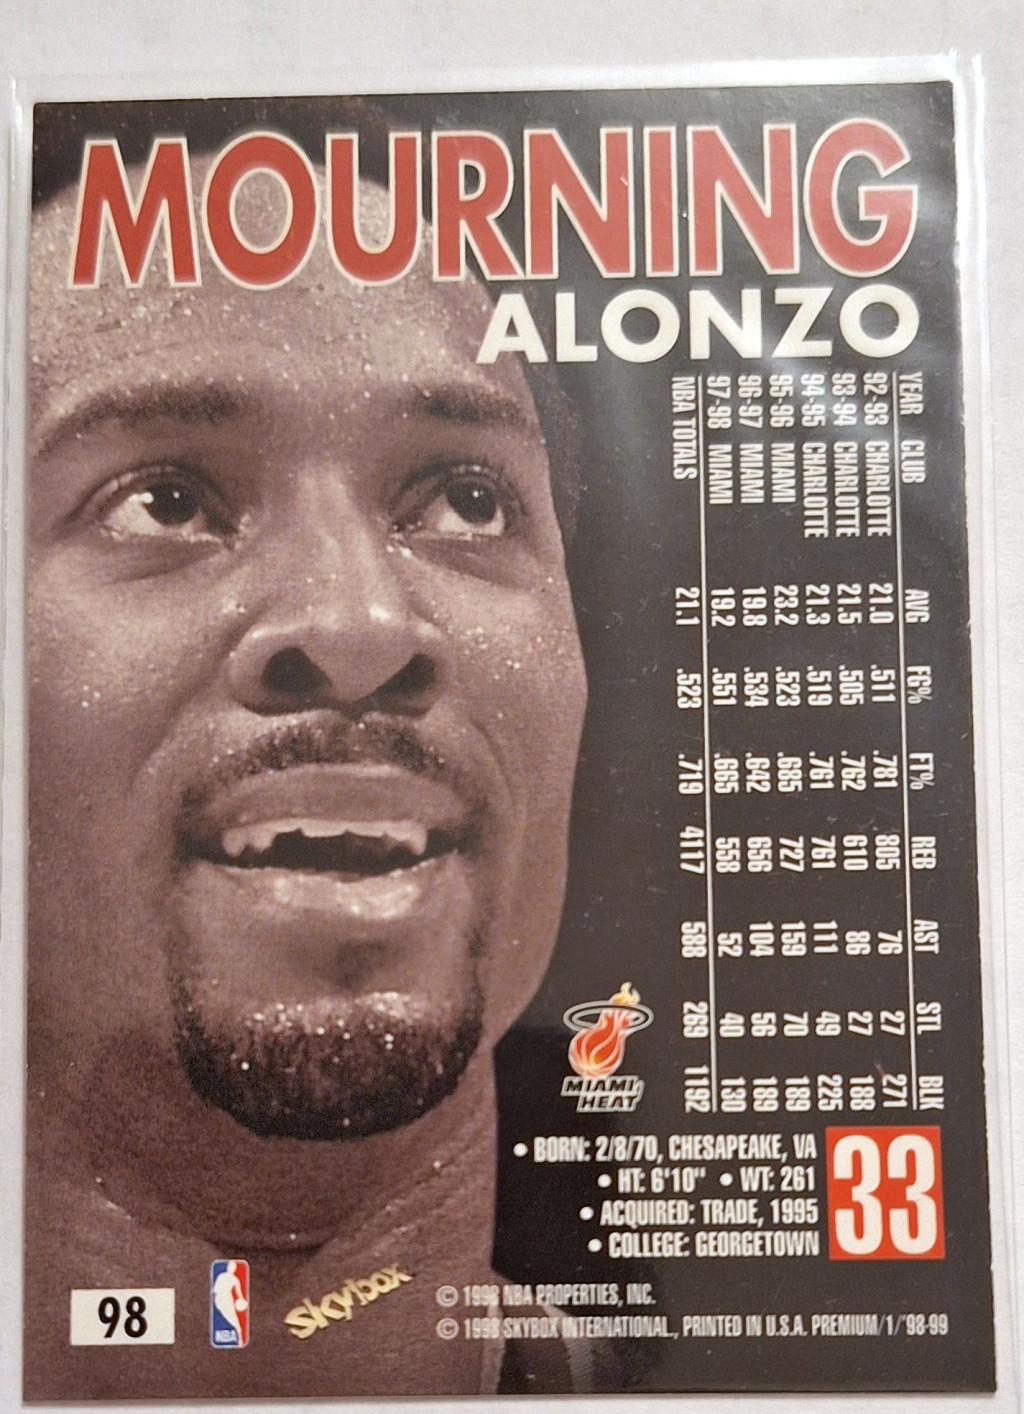 MOURNING
ALONZO
YEAR CLUB AVG FG% FT% REB AST STL BLK
92-93 CHARLOTTE 21.0 .511 .781 805 76 27 271
93-94 CHARLOTTE 21.5 .505 .762 610 86 27 188
94-95 CHARLOTTE 21.3 .519 .761 761 111 49 225
95-96 MIAMI 23.2 .523 .685 727 159 70 189
96-97 MIAMI 19.8 .534 .642 656 104 56 189
97-98 MIAMI 19.2 .551 .665 558 52 40 130
NBA TOTALS 21.1 .523 .719 4117 588 269 1192
MIAMI
HEAT
• BORN: 2/8/70, CHESAPEAKE, VA
• HT: 6'10" • WT: 261
• ACQUIRED: TRADE, 1995
• COLLEGE: GEORGETOWN
33
98
NBA
Skybox
© 1998 NBA PROPERTIES, INC.
© 1998 SKYBOX INTERNATIONAL, PRINTED IN U.S.A. PREMIUM/1/'98-99